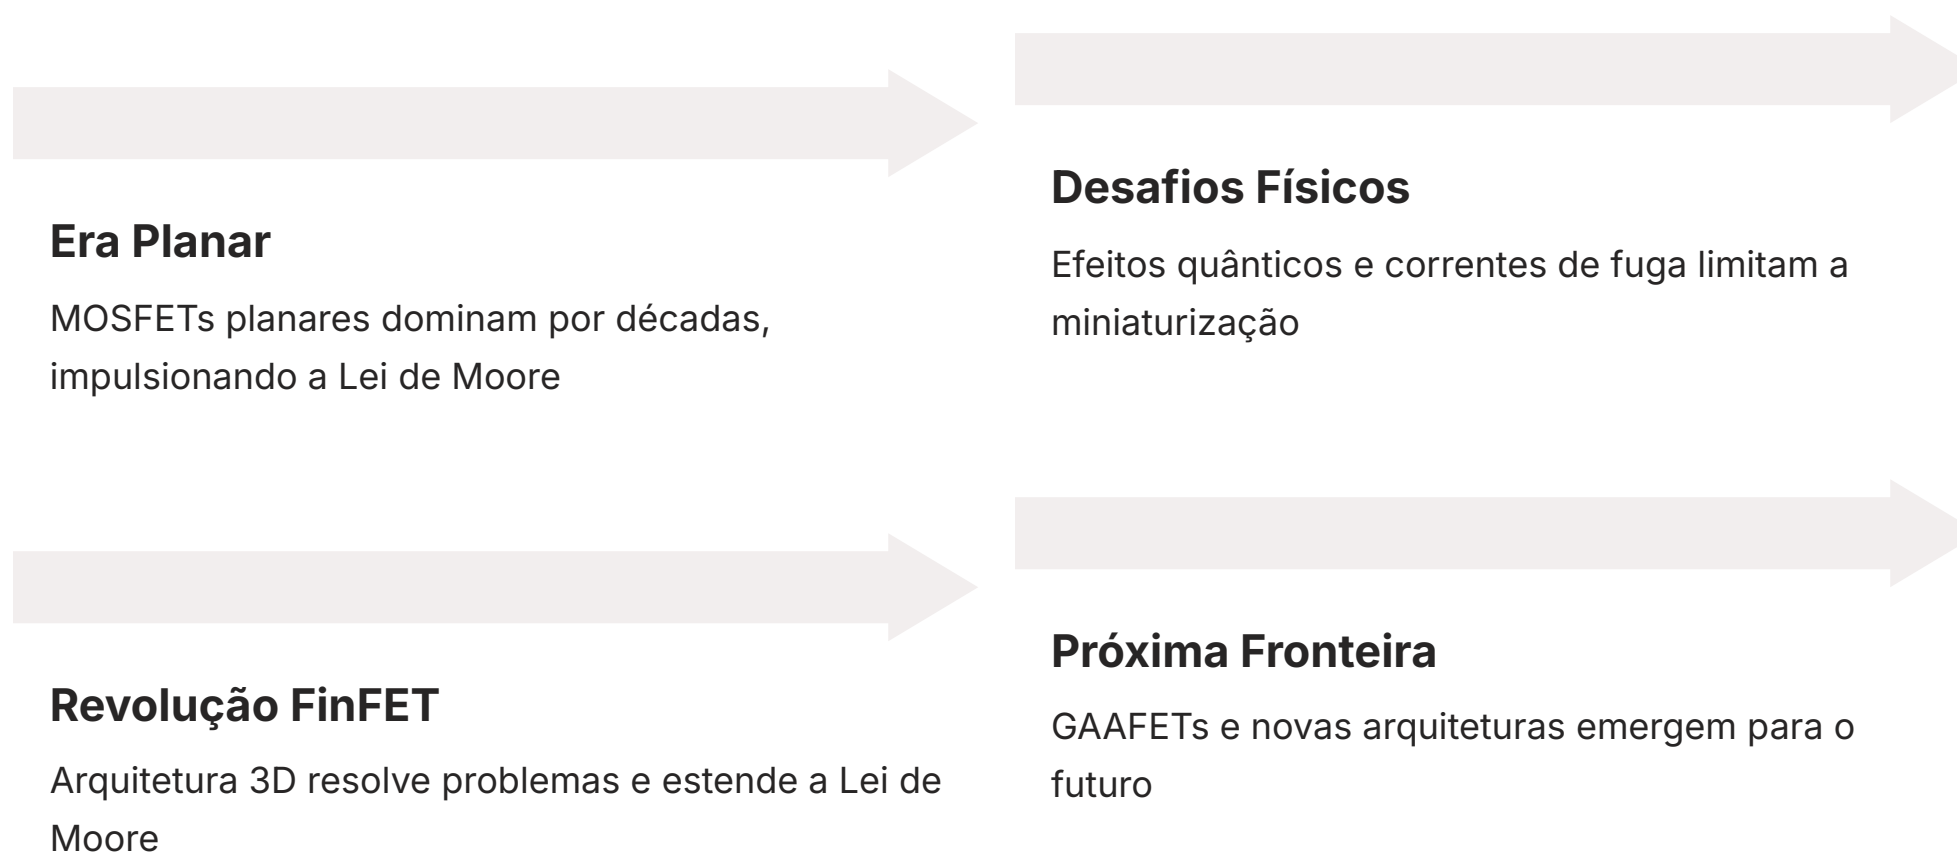 Era Planar
MOSFETs planares dominam por décadas,
impulsionando a Lei de Moore
Desafios Físicos
Efeitos quânticos e correntes de fuga limitam a
miniaturização
Revolução FinFET
Arquitetura 3D resolve problemas e estende a Lei de
Moore
Próxima Fronteira
GAAFETs e novas arquiteturas emergem para o
futuro